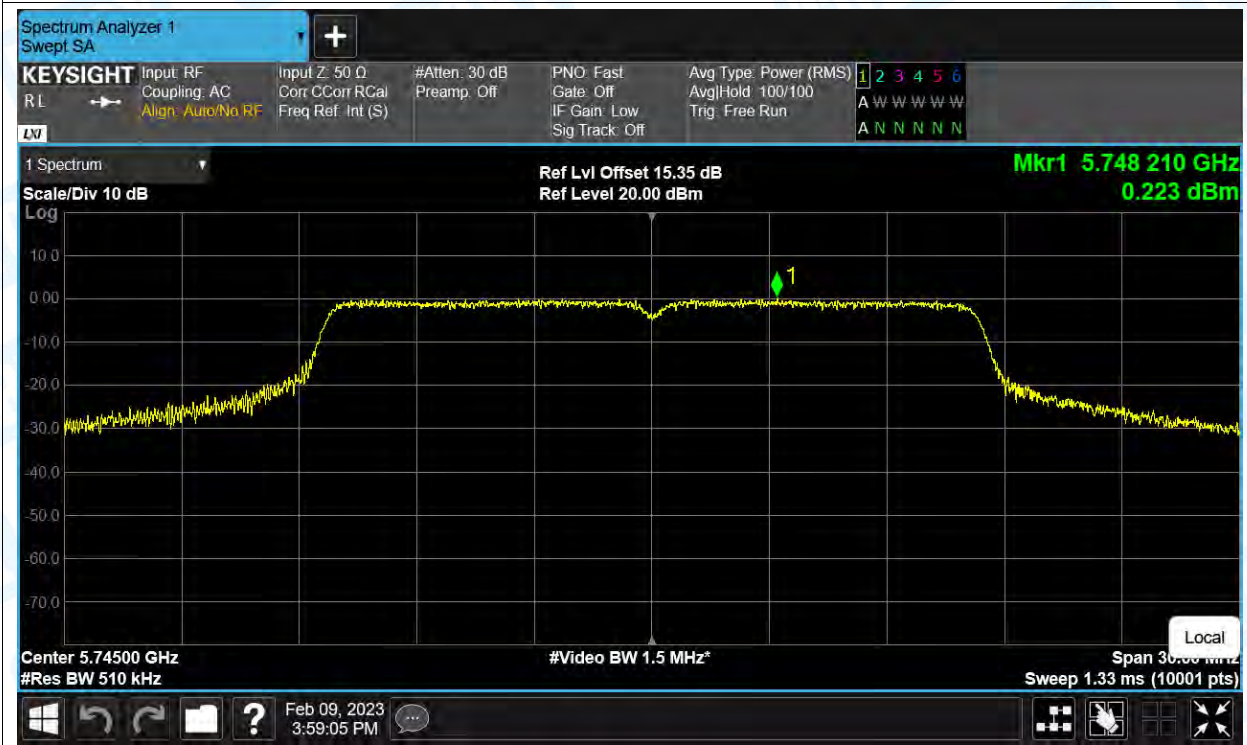 Spectrum Analyzer 1
Swept SA
KEYSIGHT
RL
LXI
Input: RF
Coupling: AC
Align: Auto/No RF
Input Z: 50 Ω
Corr CCorr RCal
Freq Ref: Int (S)
#Atten: 30 dB
Preamp: Off
PNO: Fast
Gate: Off
IF Gain: Low
Sig Track: Off
Avg Type: Power (RMS)
Avg|Hold: 100/100
Trig: Free Run
1 2 3 4 5 6
A W W W W W
A N N N N N
1 Spectrum
Scale/Div 10 dB
Ref Lvl Offset 15.35 dB
Ref Level 20.00 dBm
Mkr1 5.748 210 GHz
0.223 dBm
Log
10.0
0.00
1
-10.0
-20.0
-30.0
-40.0
-50.0
-60.0
-70.0
Local
Center 5.74500 GHz
#Res BW 510 kHz
#Video BW 1.5 MHz*
Span 30.00 MHz
Sweep 1.33 ms (10001 pts)
?
Feb 09, 2023
3:59:05 PM